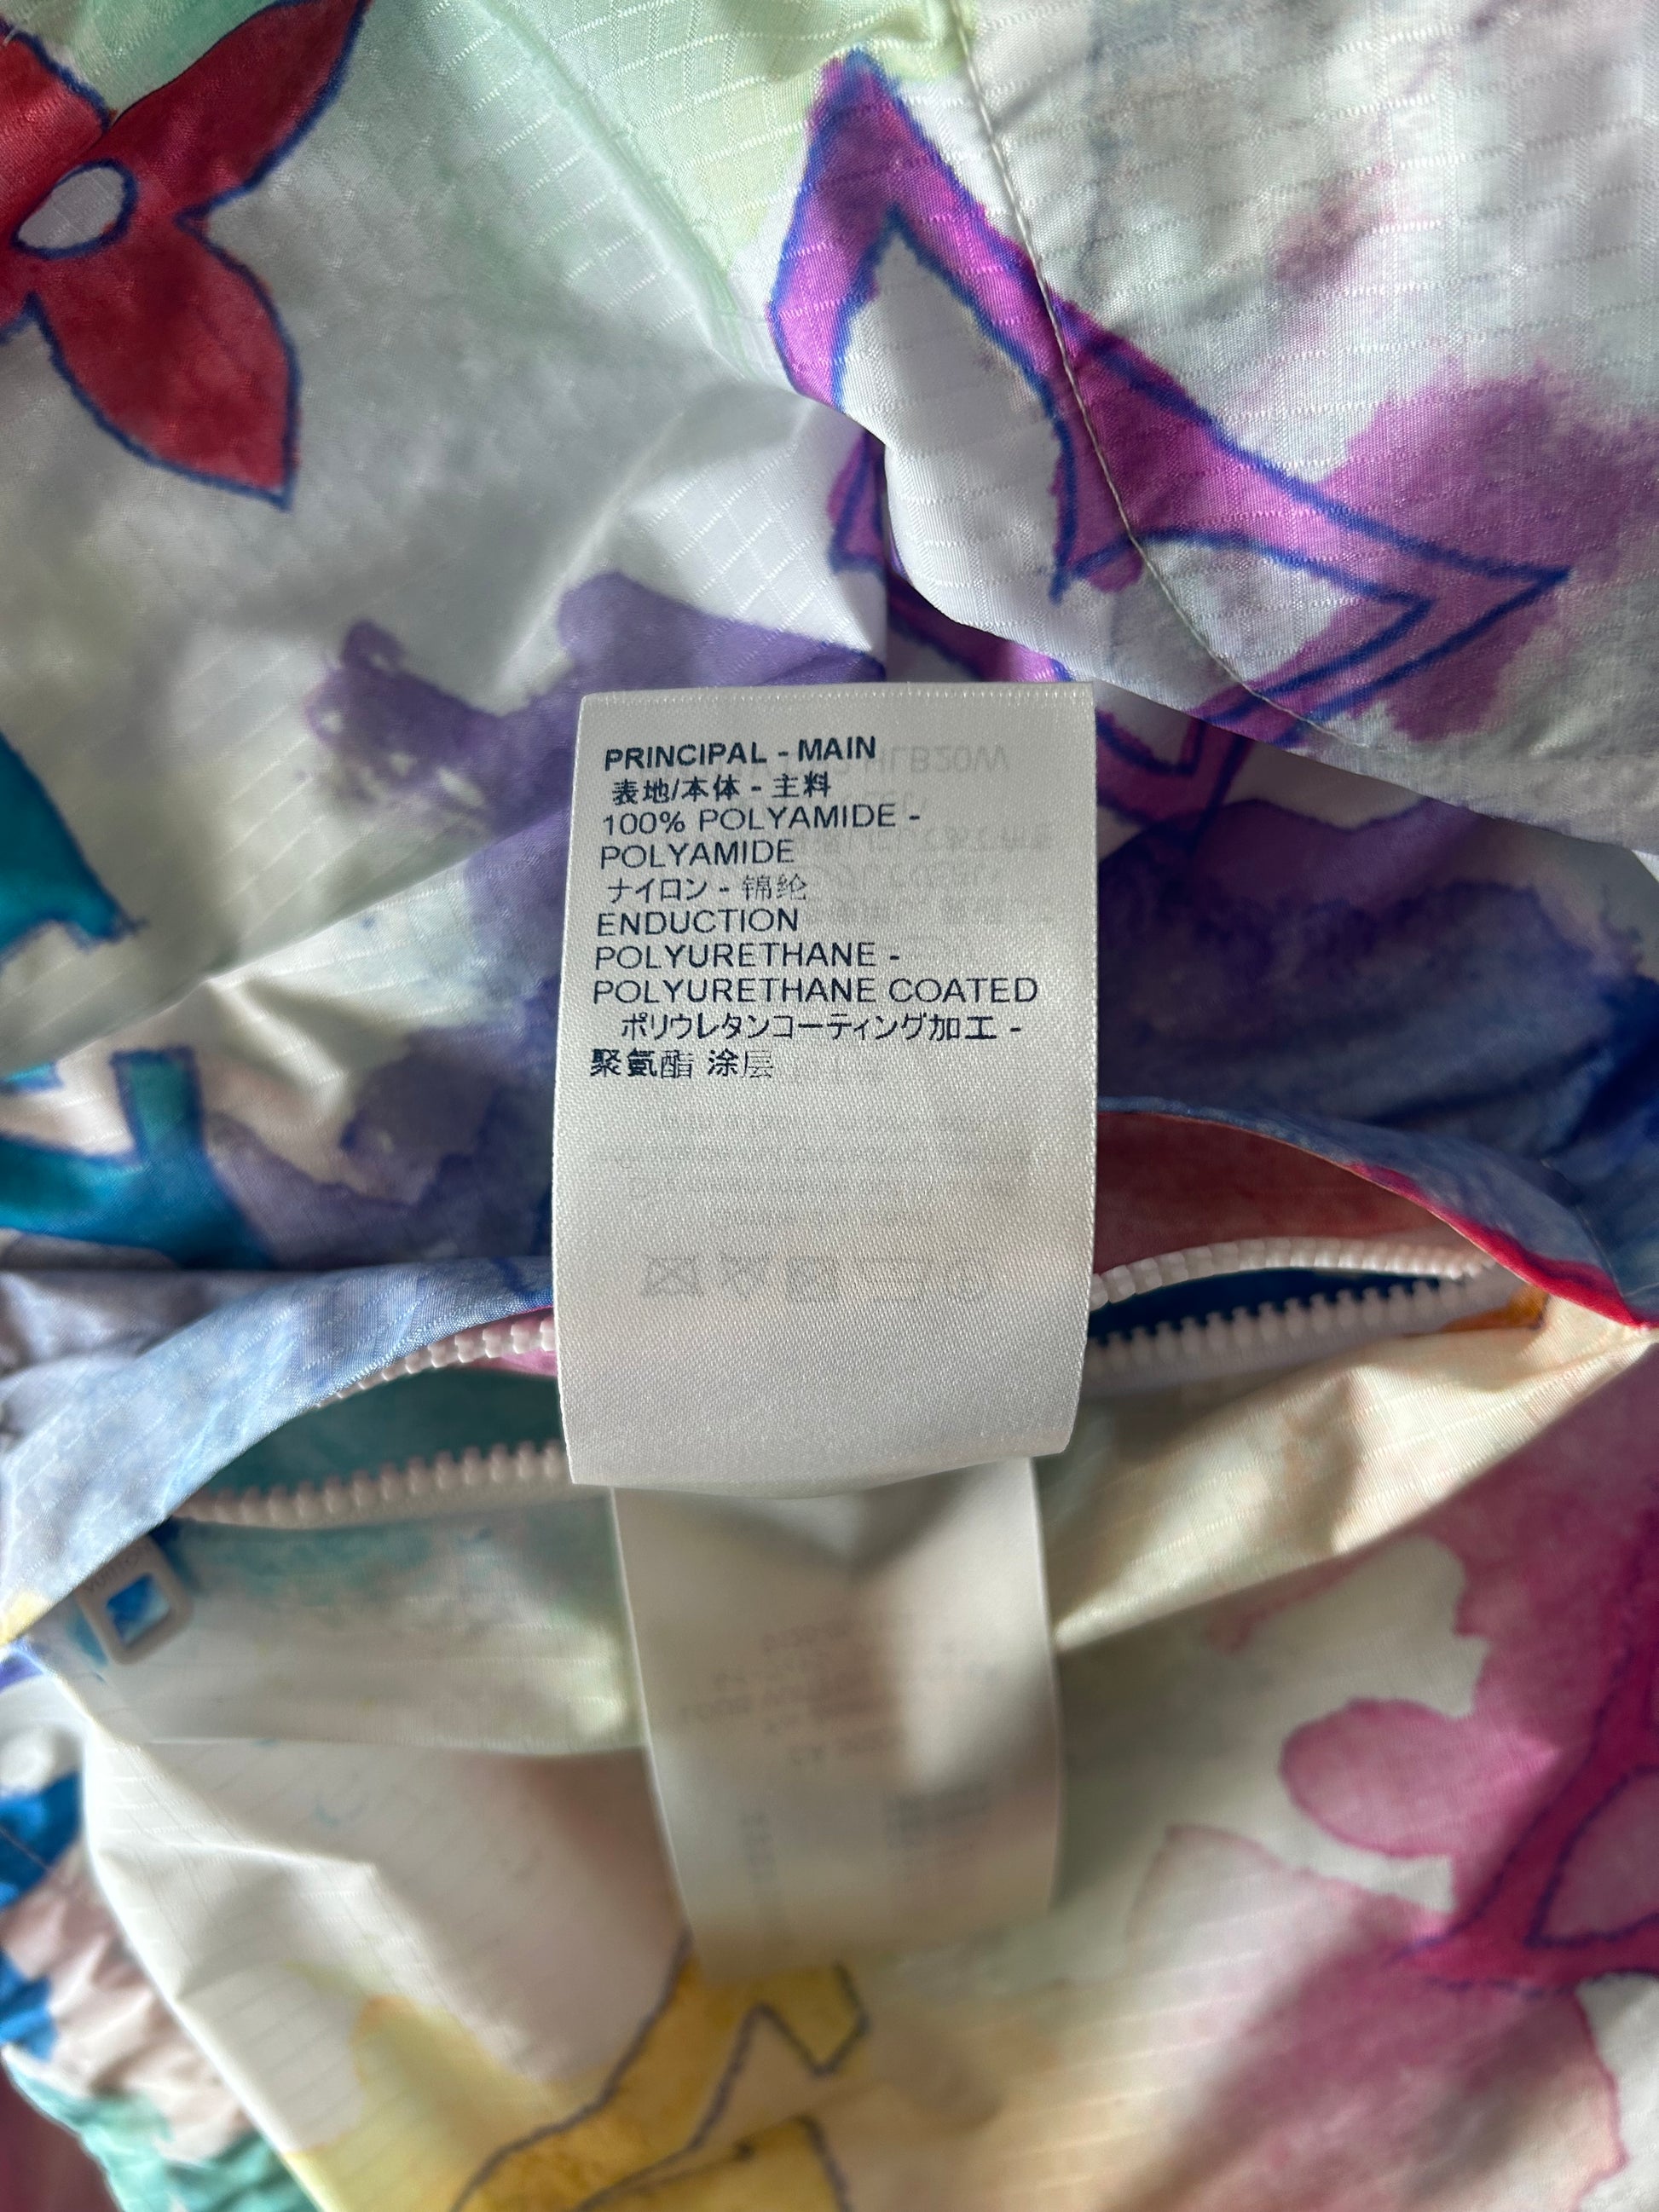 PRINCIPAL - MAIN
表地/本体 - 主料
100% POLYAMIDE -
POLYAMIDE
ナイロン - 锦纶
ENDUCTION
POLYURETHANE -
POLYURETHANE COATED
ポリウレタンコーティング加工 -
聚氨酯 涂层